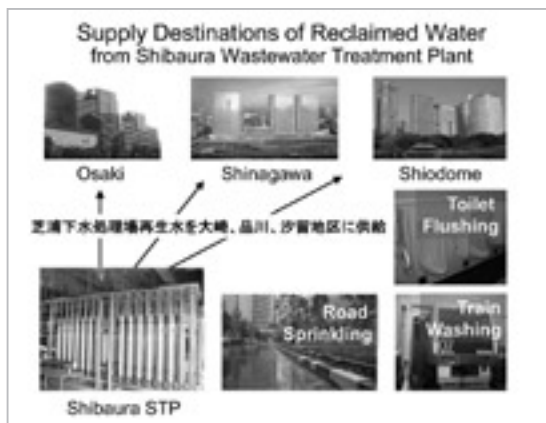 Supply Destinations of Reclaimed Water
from Shibaura Wastewater Treatment Plant
Osaki
Shinagawa
Shiodome
芝浦下水処理場再生水を大崎、品川、汐留地区に供給
Toilet
Flushing
Road
Sprinkling
Train
Washing
Shibaura STP